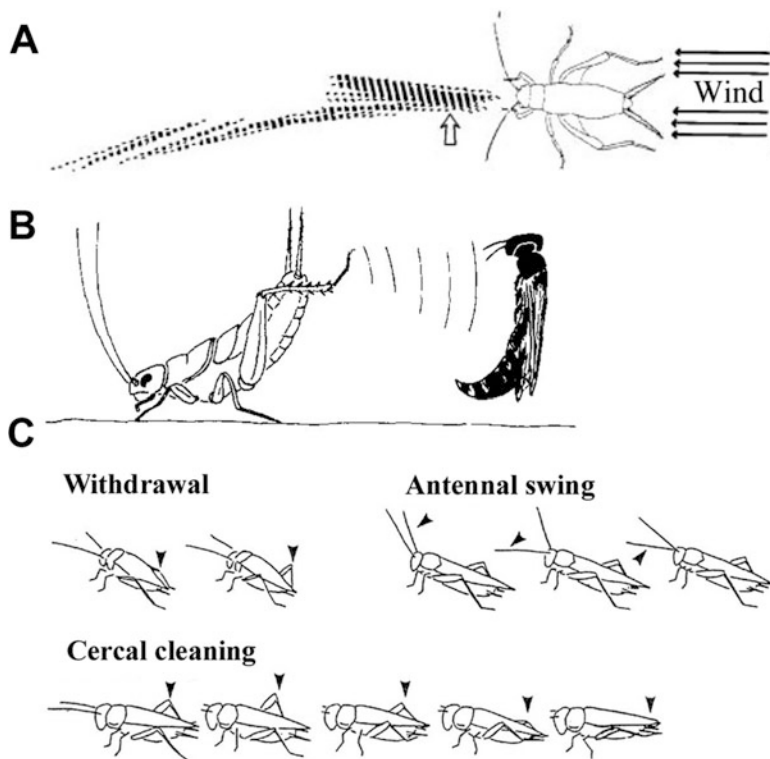 A
Wind
B
C
Withdrawal
Antennal swing
Cercal cleaning